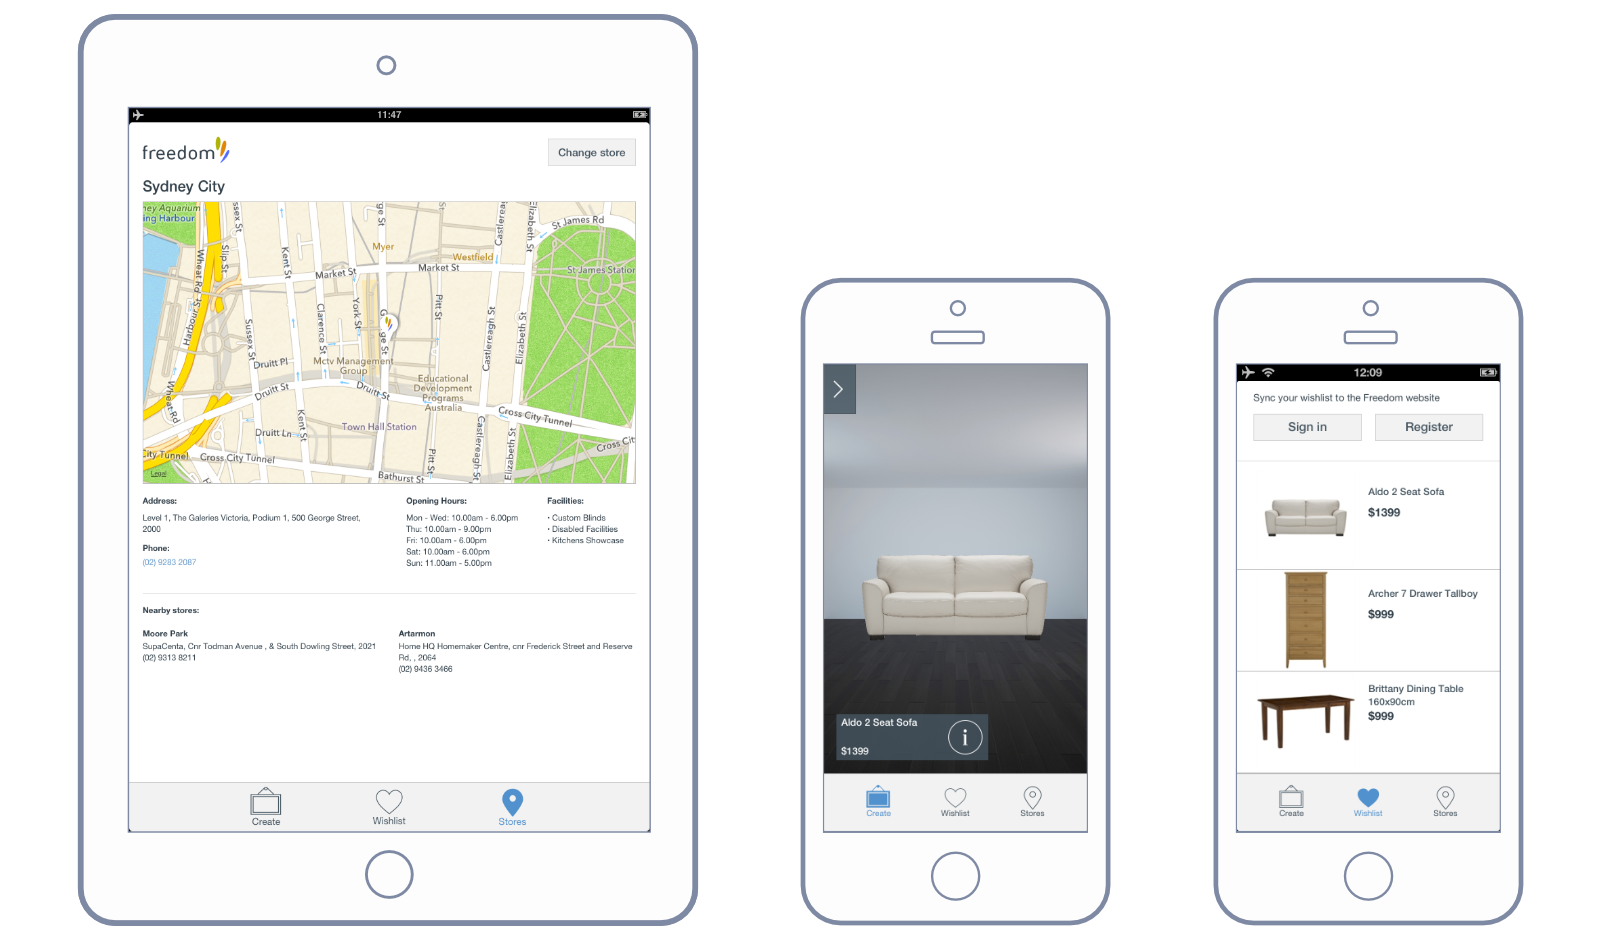 11:47
freedom
Change store
Sydney City
ney Aquarium
ing Harbour
Wheat Rd
Slip St
Harbour St
Wheat Rd
ssex St
Sussex St
Kent St
Kent St
Clarence St
York St
Market St
Market St
Myer
Westfield
ge St
Pitt St
Pitt St
Castlereag
Castlereagh St
Castlereagh St
Elizabeth St
Elizabeth St
Elizabeth St
St James Rd
St James Station
Druitt Pl
Druitt St
Druitt St
Druitt Ln
Mctv Management
Group
Educational
Development
Programs
Australia
Town Hall Station
Cross City Tunnel
Cross Cit
City Tunnel
Cross City Tunnel
Bathurst St
Legal
Address:
Level 1, The Galeries Victoria, Podium 1, 500 George Street,
2000
Phone:
(02) 9283 2087
Opening Hours:
Mon - Wed: 10.00am - 6.00pm
Thu: 10.00am - 9.00pm
Fri: 10.00am - 6.00pm
Sat: 10.00am - 6.00pm
Sun: 11.00am - 5.00pm
Facilities:
• Custom Blinds
• Disabled Facilities
• Kitchens Showcase
Nearby stores:
Moore Park
SupaCenta, Cnr Todman Avenue , & South Dowling Street, 2021
(02) 9313 8211
Artarmon
Home HQ Homemaker Centre, cnr Frederick Street and Reserve
Rd, , 2064
(02) 9436 3466
Create
Wishlist
Stores
Aldo 2 Seat Sofa
$1399
i
Create
Wishlist
Stores
12:09
Sync your wishlist to the Freedom website
Sign in
Register
Aldo 2 Seat Sofa
$1399
Archer 7 Drawer Tallboy
$999
Brittany Dining Table
160x90cm
$999
Create
Wishlist
Stores